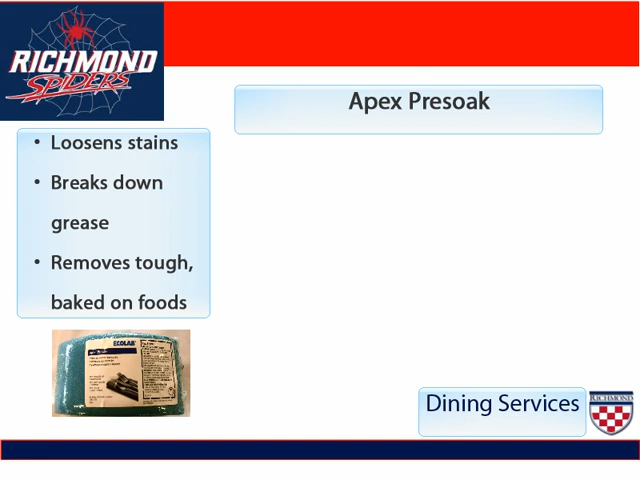 RICHMOND
SPIDERS
Apex Presoak
• Loosens stains
• Breaks down
grease
• Removes tough,
baked on foods
ECOLAB
Dining Services
RICHMOND